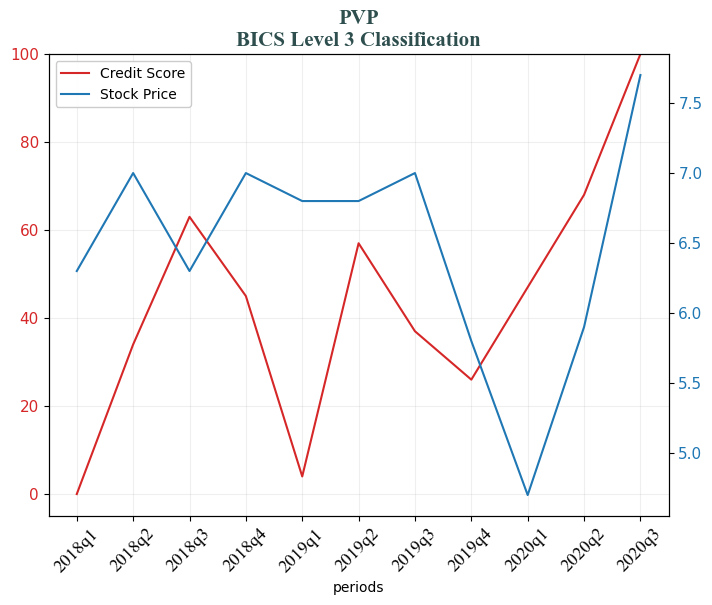 PVP
BICS Level 3 Classification
Credit Score
Stock Price
100
80
60
40
20
0
7.5
7.0
6.5
6.0
5.5
5.0
2018q1
2018q2
2018q3
2018q4
2019q1
2019q2
2019q3
2019q4
2020q1
2020q2
2020q3
periods